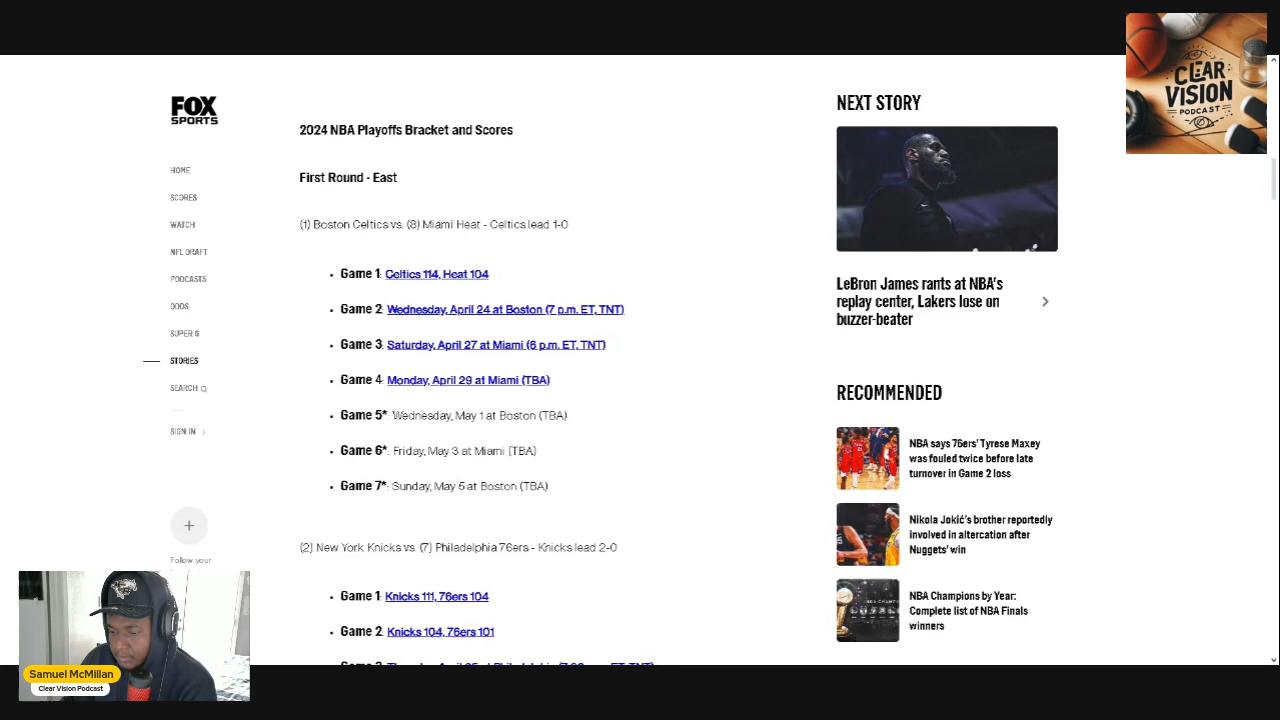 CLEAR
VISION
PODCAST
FOX
SPORTS
HOME
SCORES
WATCH
NFL DRAFT
PODCASTS
ODDS
SUPER 6
STORIES
SEARCH
SIGN IN
Follow your
2024 NBA Playoffs Bracket and Scores
First Round - East
(1) Boston Celtics vs. (8) Miami Heat - Celtics lead 1-0
Game 1: Celtics 114, Heat 104
Game 2: Wednesday, April 24 at Boston (7 p.m. ET, TNT)
Game 3: Saturday, April 27 at Miami (6 p.m. ET, TNT)
Game 4: Monday, April 29 at Miami (TBA)
Game 5*: Wednesday, May 1 at Boston (TBA)
Game 6*: Friday, May 3 at Miami (TBA)
Game 7*: Sunday, May 5 at Boston (TBA)
(2) New York Knicks vs. (7) Philadelphia 76ers - Knicks lead 2-0
Game 1: Knicks 111, 76ers 104
Game 2: Knicks 104, 76ers 101
NEXT STORY
LeBron James rants at NBA's
replay center, Lakers lose on
buzzer-beater
RECOMMENDED
NBA says 76ers' Tyrese Maxey
was fouled twice before late
turnover in Game 2 loss
Nikola Jokić's brother reportedly
involved in altercation after
Nuggets' win
NBA Champions by Year:
Complete list of NBA Finals
winners
Samuel McMillan
Clear Vision Podcast